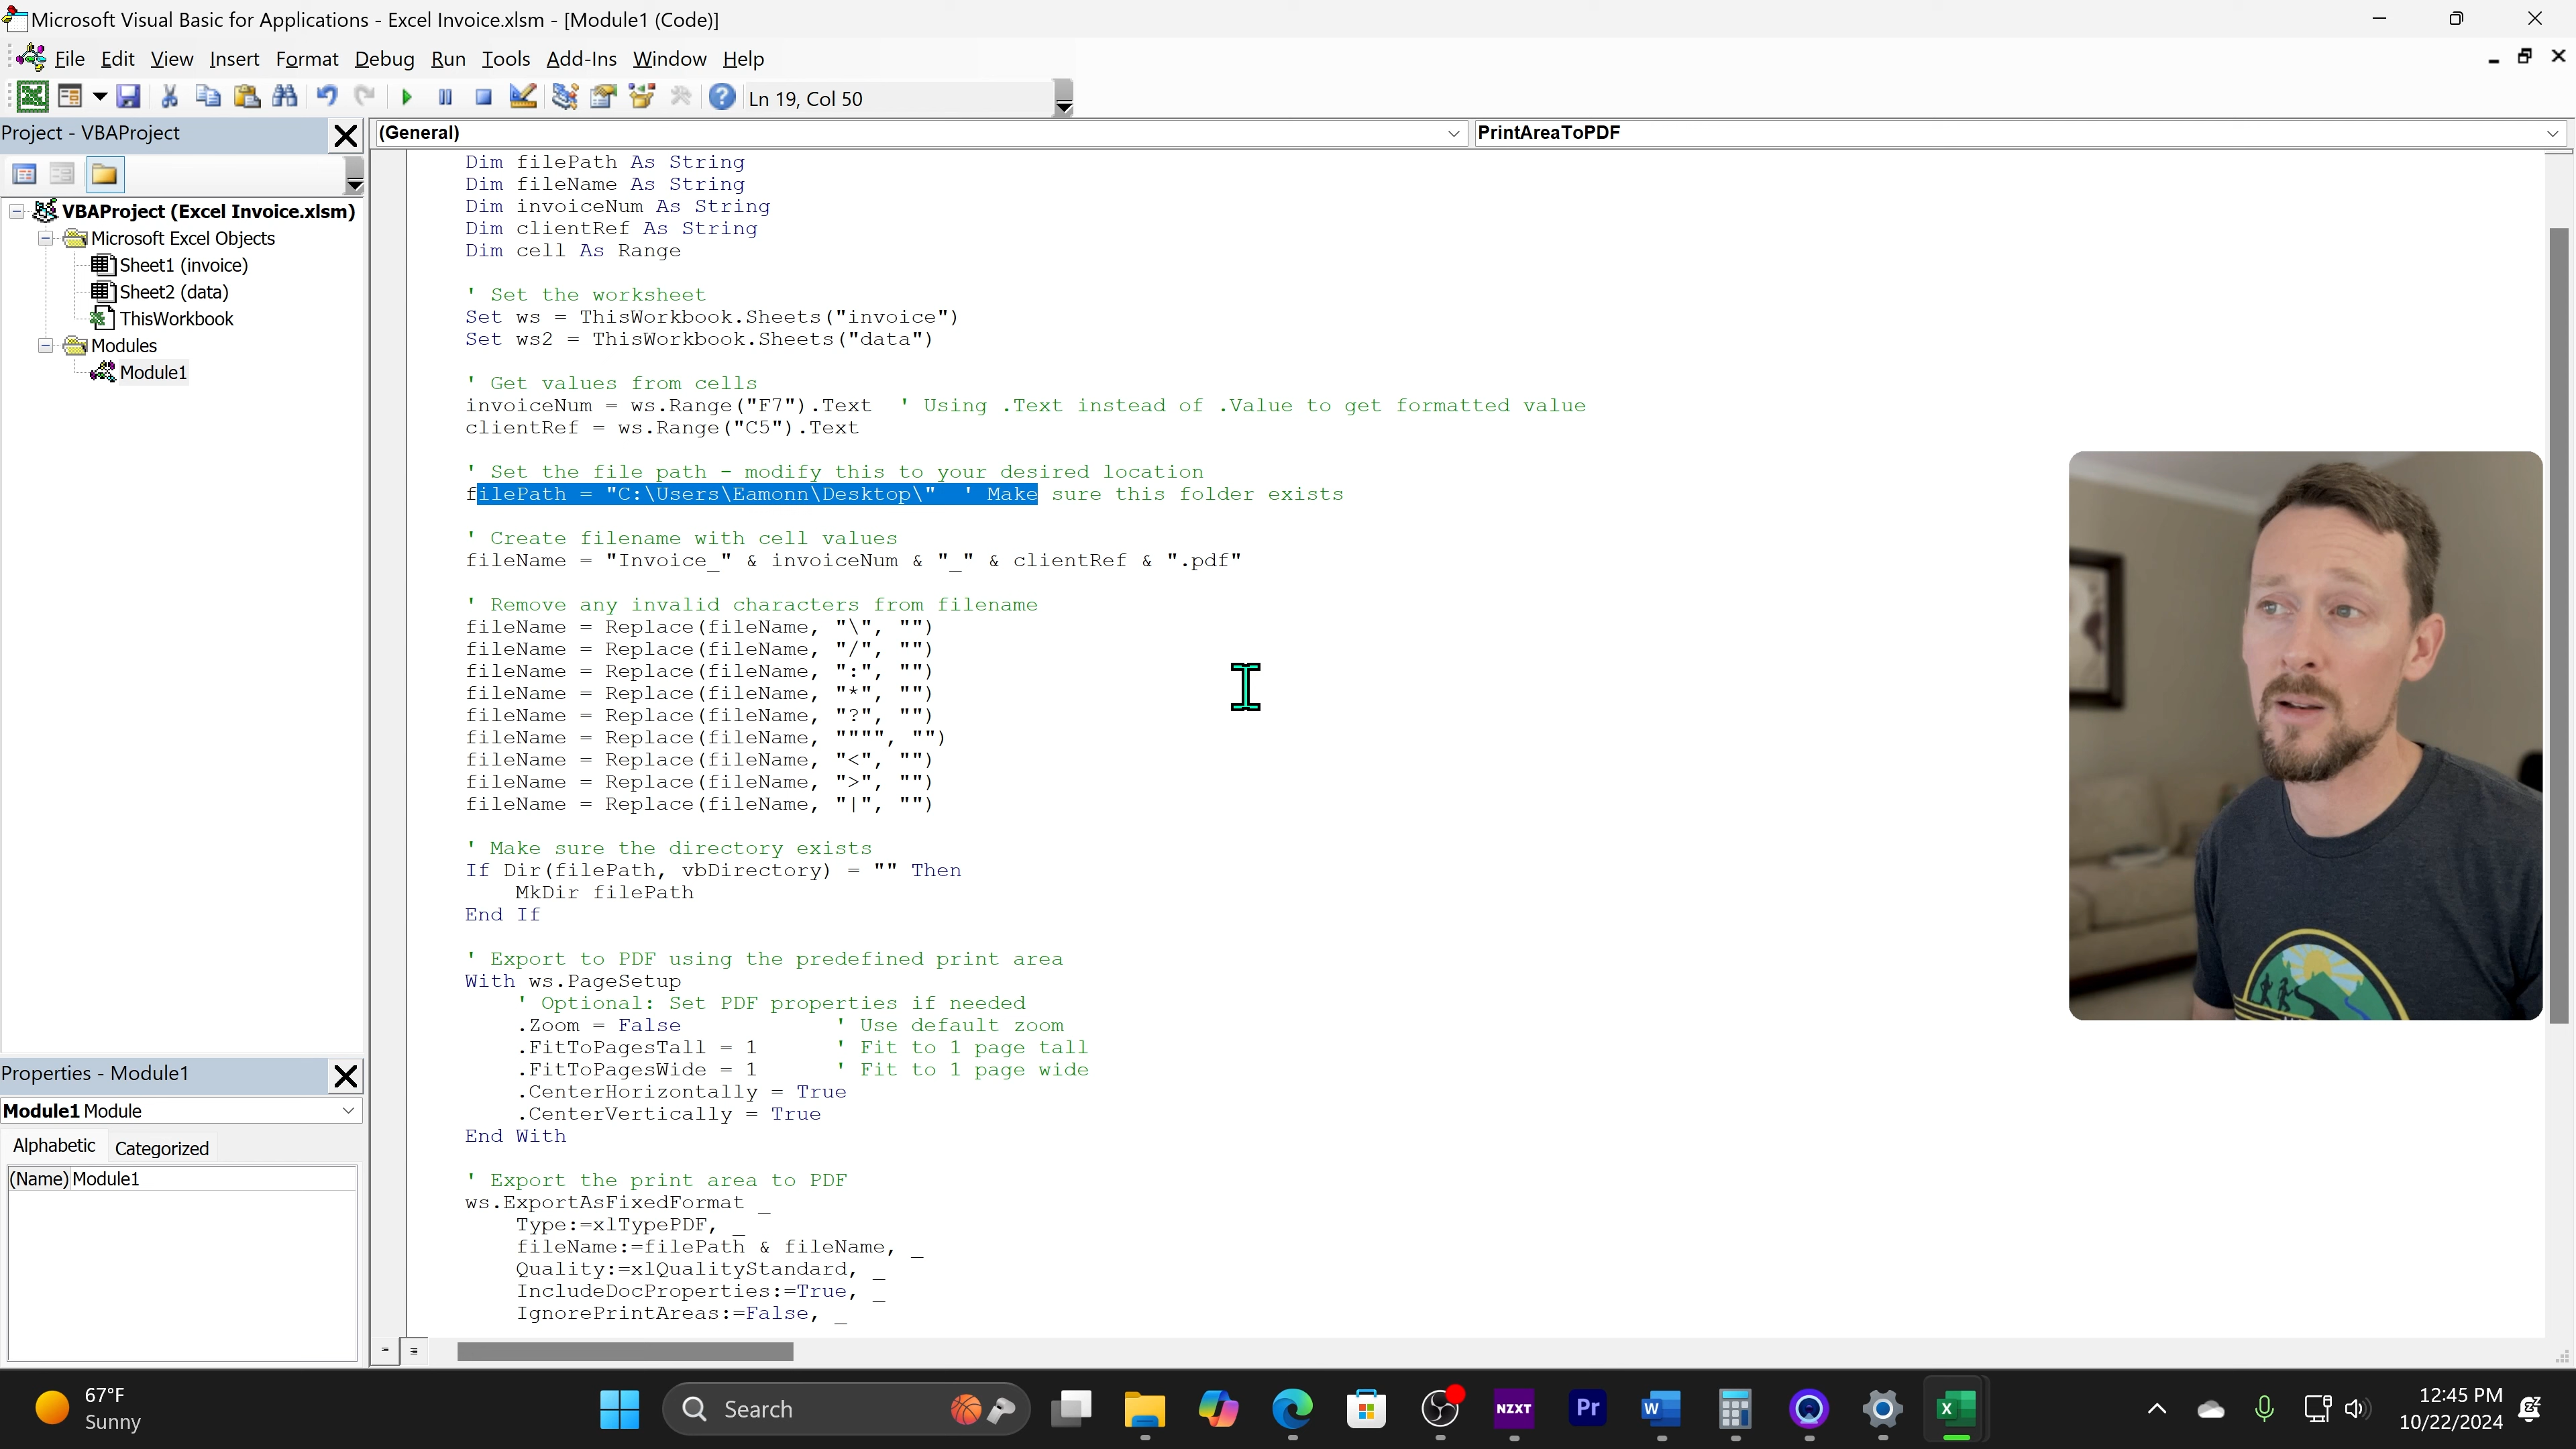 Microsoft Visual Basic for Applications - Excel Invoice.xlsm - [Module1 (Code)]
File Edit View Insert Format Debug Run Tools Add-Ins Window Help
Ln 19, Col 50
Project - VBAProject
(General)
PrintAreaToPDF
VBAProject (Excel Invoice.xlsm)
Microsoft Excel Objects
Sheet1 (invoice)
Sheet2 (data)
ThisWorkbook
Modules
Module1
Properties - Module1
Module1 Module
Alphabetic Categorized
(Name) Module1
Dim filePath As String
Dim fileName As String
Dim invoiceNum As String
Dim clientRef As String
Dim cell As Range
' Set the worksheet
Set ws = ThisWorkbook.Sheets("invoice")
Set ws2 = ThisWorkbook.Sheets("data")
' Get values from cells
invoiceNum = ws.Range("F7").Text ' Using .Text instead of .Value to get formatted value
clientRef = ws.Range("C5").Text
' Set the file path - modify this to your desired location
filePath = "C:\Users\Eamonn\Desktop\" ' Make sure this folder exists
' Create filename with cell values
fileName = "Invoice_" & invoiceNum & "_" & clientRef & ".pdf"
' Remove any invalid characters from filename
fileName = Replace(fileName, "\", "")
fileName = Replace(fileName, "/", "")
fileName = Replace(fileName, ":", "")
fileName = Replace(fileName, "*", "")
fileName = Replace(fileName, "?", "")
fileName = Replace(fileName, """", "")
fileName = Replace(fileName, "<", "")
fileName = Replace(fileName, ">", "")
fileName = Replace(fileName, "|", "")
' Make sure the directory exists
If Dir(filePath, vbDirectory) = "" Then
MkDir filePath
End If
' Export to PDF using the predefined print area
With ws.PageSetup
' Optional: Set PDF properties if needed
.Zoom = False ' Use default zoom
.FitToPagesTall = 1 ' Fit to 1 page tall
.FitToPagesWide = 1 ' Fit to 1 page wide
.CenterHorizontally = True
.CenterVertically = True
End With
' Export the print area to PDF
ws.ExportAsFixedFormat _
Type:=xlTypePDF, _
fileName:=filePath & fileName, _
Quality:=xlQualityStandard, _
IncludeDocProperties:=True, _
IgnorePrintAreas:=False, _
67°F
Sunny
Search
NZXT
Pr
W
X
12:45 PM
10/22/2024